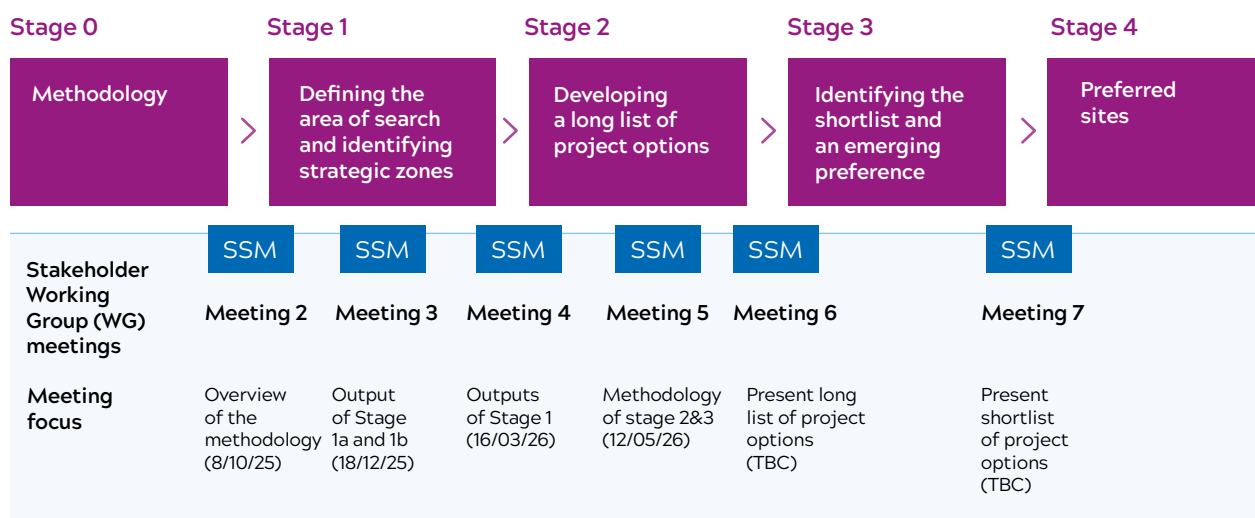 Stage 0
Stage 1
Stage 2
Stage 3
Stage 4
Methodology
Defining the
area of search
and identifying
strategic zones
Developing
a long list of
project options
Identifying the
shortlist and
an emerging
preference
Preferred
sites
Stakeholder
Working
Group (WG)
meetings
SSM
Meeting 2
SSM
Meeting 3
SSM
Meeting 4
SSM
Meeting 5
SSM
Meeting 6
SSM
Meeting 7
Meeting
focus
Overview
of the
methodology
(8/10/25)
Output
of Stage
1a and 1b
(18/12/25)
Outputs
of Stage 1
(16/03/26)
Methodology
of stage 2&3
(12/05/26)
Present long
list of project
options
(TBC)
Present
shortlist
of project
options
(TBC)